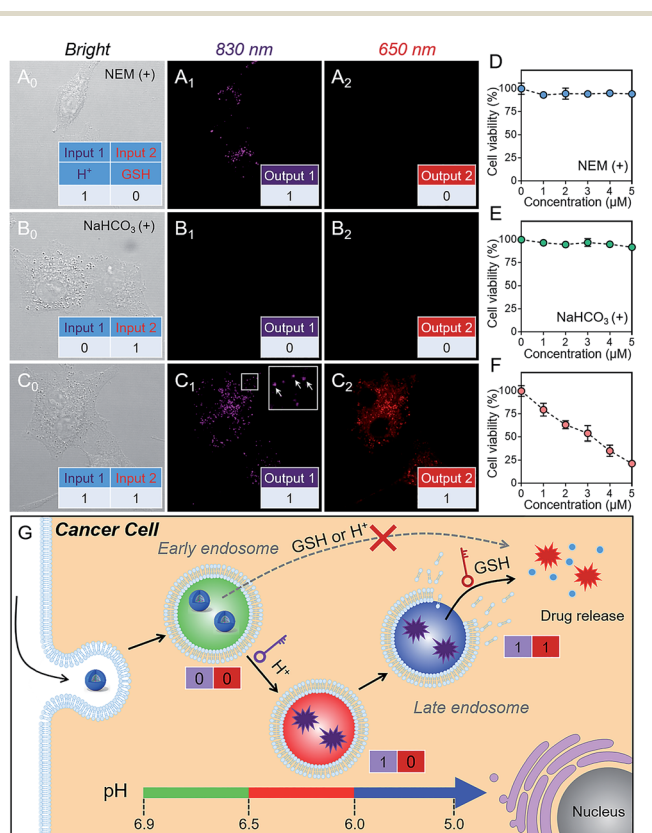 Bright 830 nm 650 nm
A0 NEM (+) A1 A2
Input 1 Input 2
H+ GSH Output 1 Output 2
1 0 1 0
B0 NaHCO3 (+) B1 B2
Input 1 Input 2 Output 1 Output 2
0 1 0 0
C0 C1 C2
Input 1 Input 2 Output 1 Output 2
1 1 1 1
D
Cell viability (%)
100
75
50
25
0
NEM (+)
0 1 2 3 4 5
Concentration (µM)
E
Cell viability (%)
100
75
50
25
0
NaHCO3 (+)
0 1 2 3 4 5
Concentration (µM)
F
Cell viability (%)
100
75
50
25
0
0 1 2 3 4 5
Concentration (µM)
G Cancer Cell
Early endosome
GSH or H+
GSH
Drug release
0 0
H+
1 1
Late endosome
1 0
pH
6.9 6.5 6.0 5.0
Nucleus